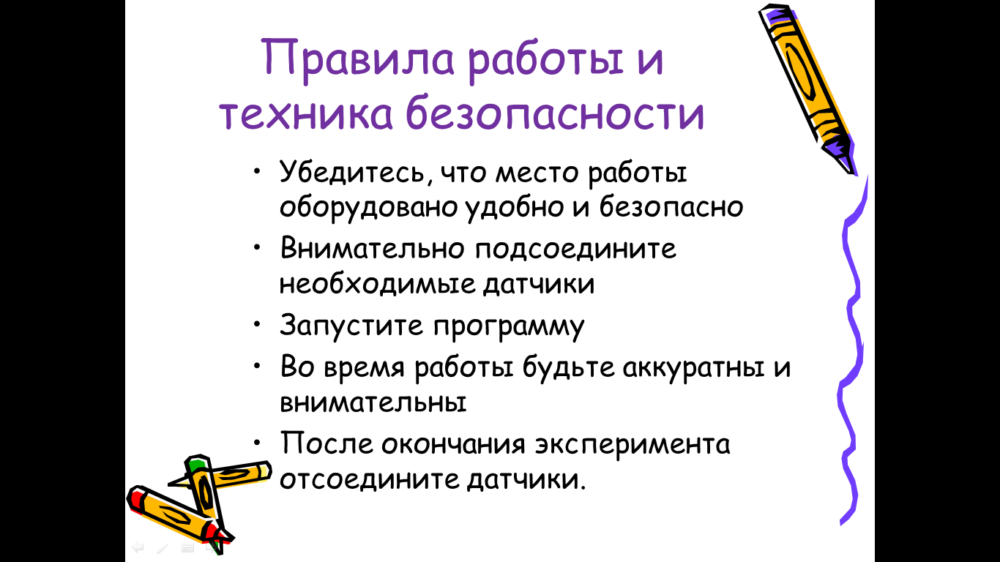 Правила работы и
техника безопасности
• Убедитесь, что место работы
оборудовано удобно и безопасно
• Внимательно подсоедините
необходимые датчики
• Запустите программу
• Во время работы будьте аккуратны и
внимательны
• После окончания эксперимента
отсоедините датчики.